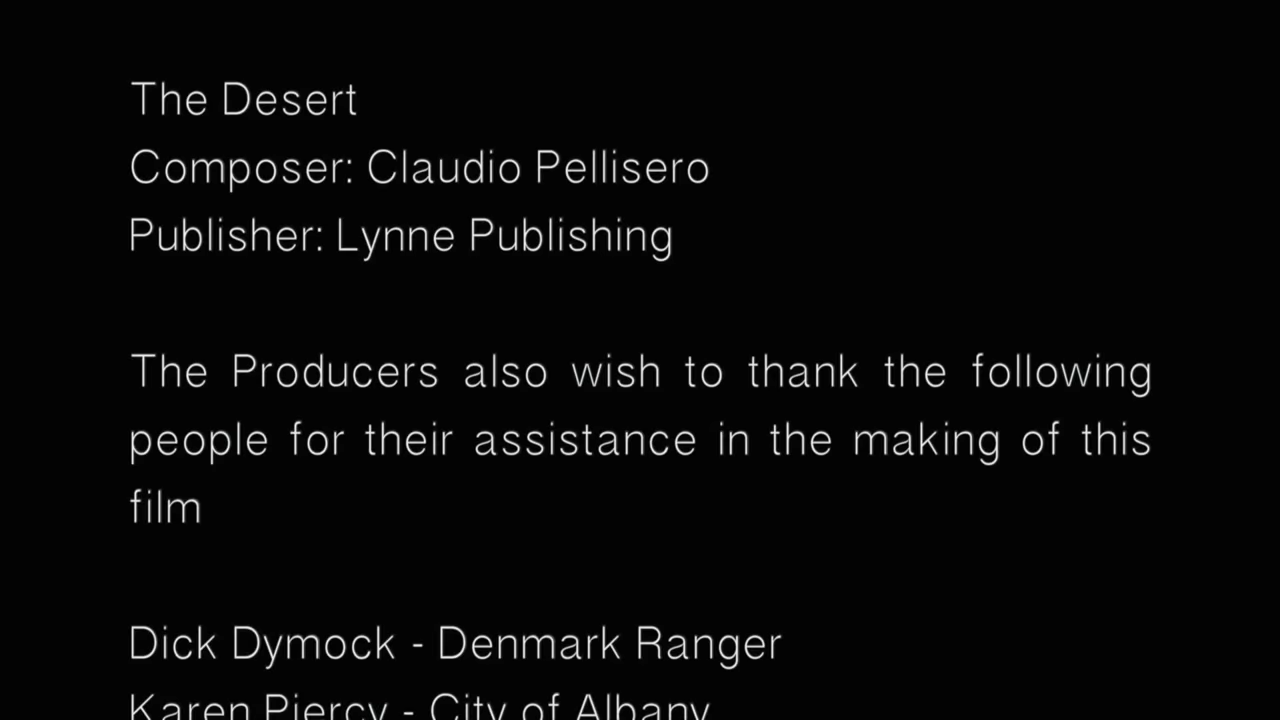 The Desert
Composer: Claudio Pellisero
Publisher: Lynne Publishing
The Producers also wish to thank the following
people for their assistance in the making of this
film
Dick Dymock - Denmark Ranger
Karen Piercy - City of Albany